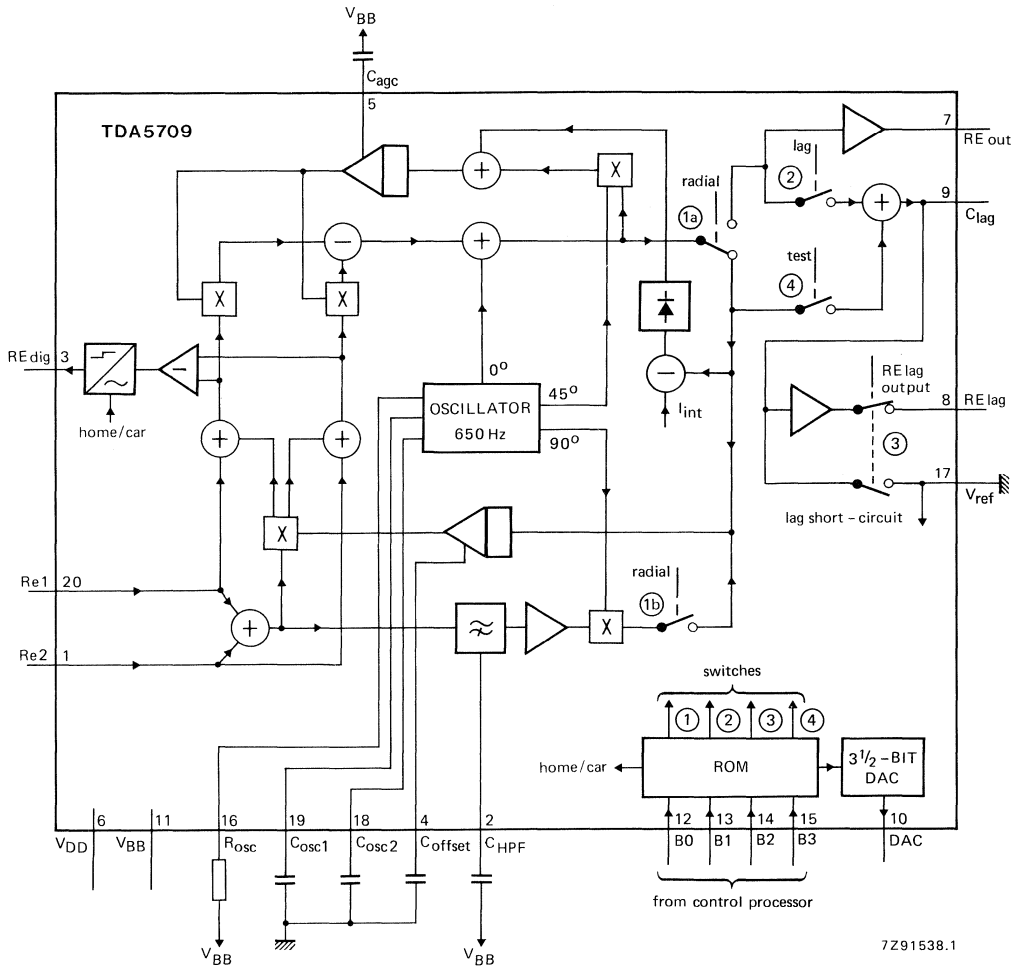 VBB
Cagc
5
TDA5709
7
RE out
lag
2
radial
1a
9
Clag
+
X
−
+
+
test
4
X
X
RE dig 3
−
0°
−
RE lag output
OSCILLATOR
650 Hz
45°
90°
Iint
8
RE lag
home/car
+
+
3
17
Vref
X
lag short-circuit
Re1 20
radial
1b
+
X
Re2 1
switches
1
2
3
4
home/car
ROM
3 1/2-BIT
DAC
6
11
16
19
18
4
2
12
13
14
15
10
VDD
VBB
Rosc
Cosc1
Cosc2
Coffset
CHPF
B0
B1
B2
B3
DAC
from control processor
VBB
VBB
7Z91538.1